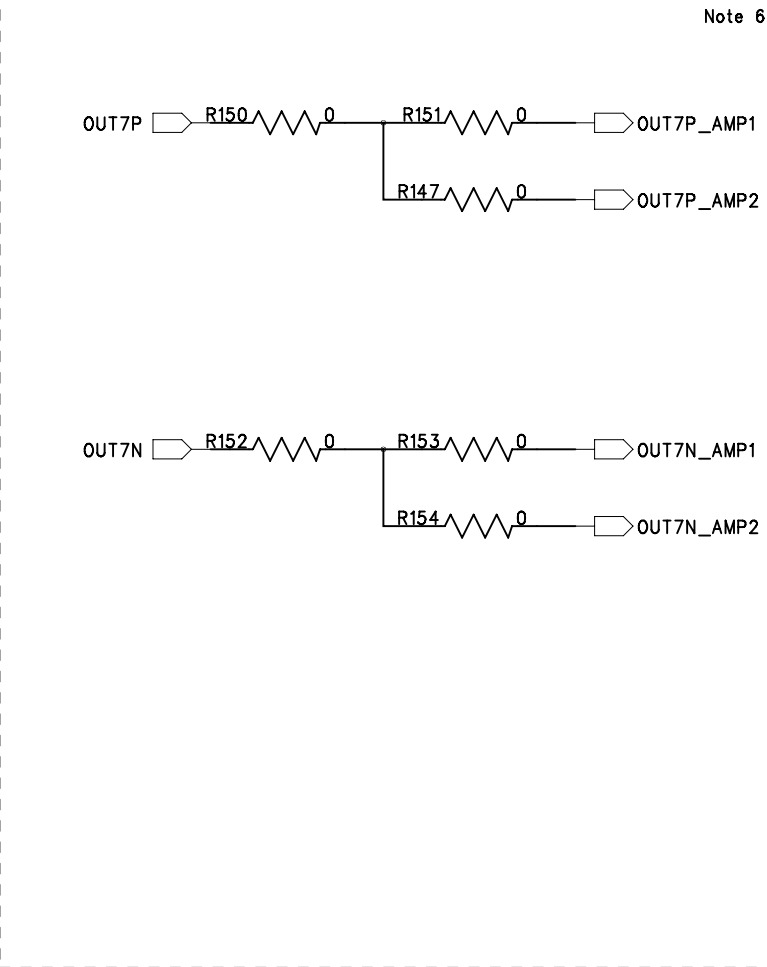 Note 6
OUT7P R150 0 R151 0 OUT7P_AMP1
R147 0 OUT7P_AMP2
OUT7N R152 0 R153 0 OUT7N_AMP1
R154 0 OUT7N_AMP2